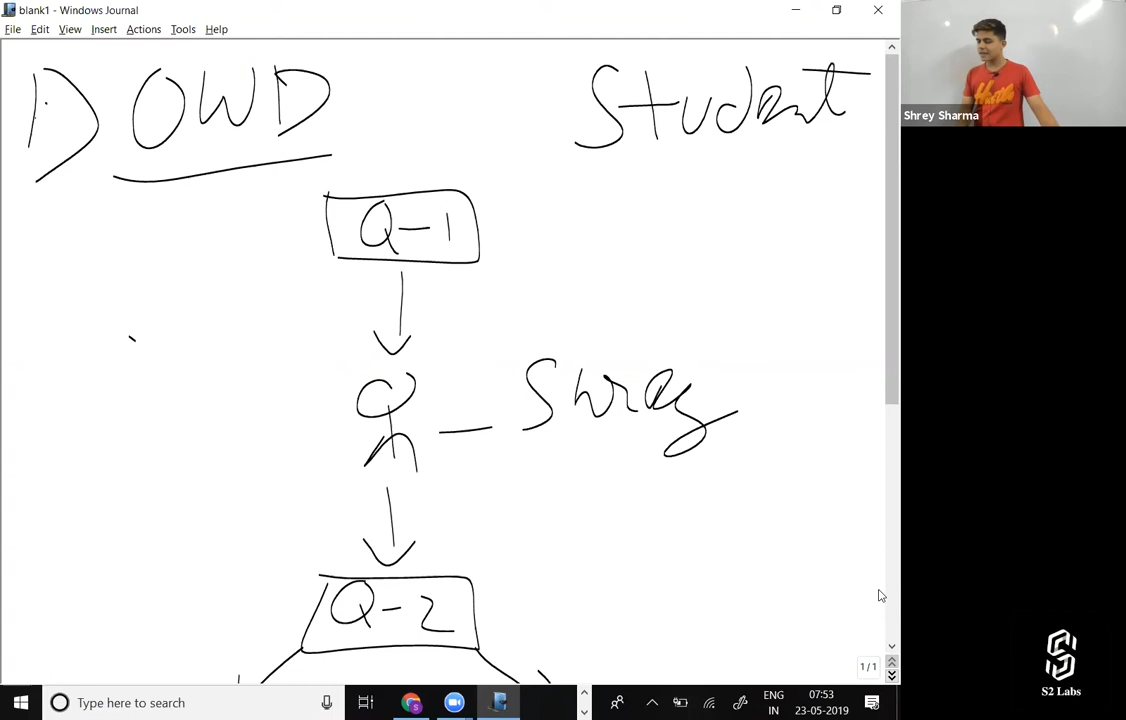 blank1 - Windows Journal
File Edit View Insert Actions Tools Help
OWD
Student
Shrey Sharma
Q-1
Shrey
Q-2
1/1
S2 Labs
Type here to search
ENG
IN
07:53
23-05-2019